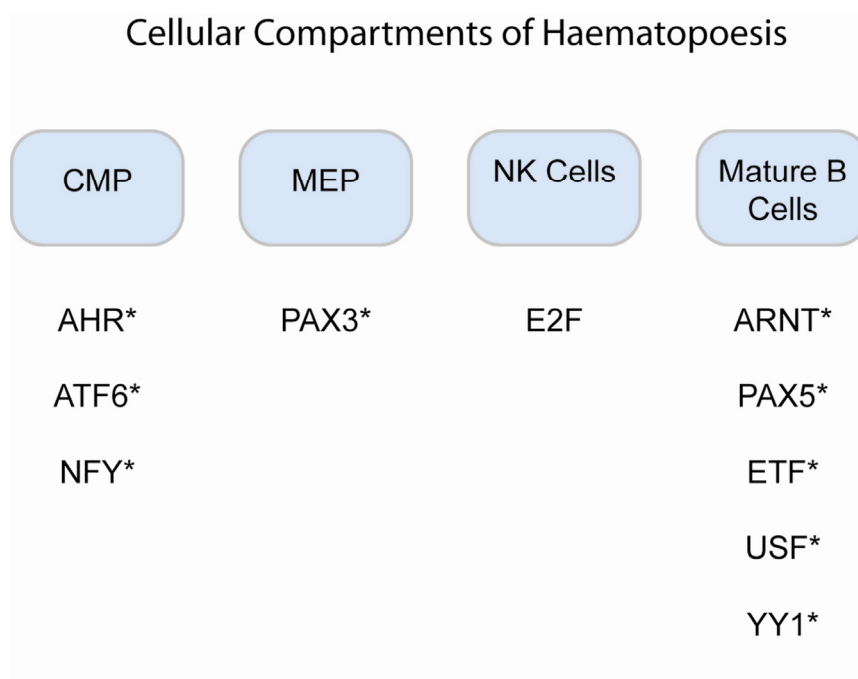 Cellular Compartments of Haematopoesis
CMP
MEP
NK Cells
Mature B
Cells
AHR*
PAX3*
E2F
ARNT*
ATF6*
PAX5*
NFY*
ETF*
USF*
YY1*